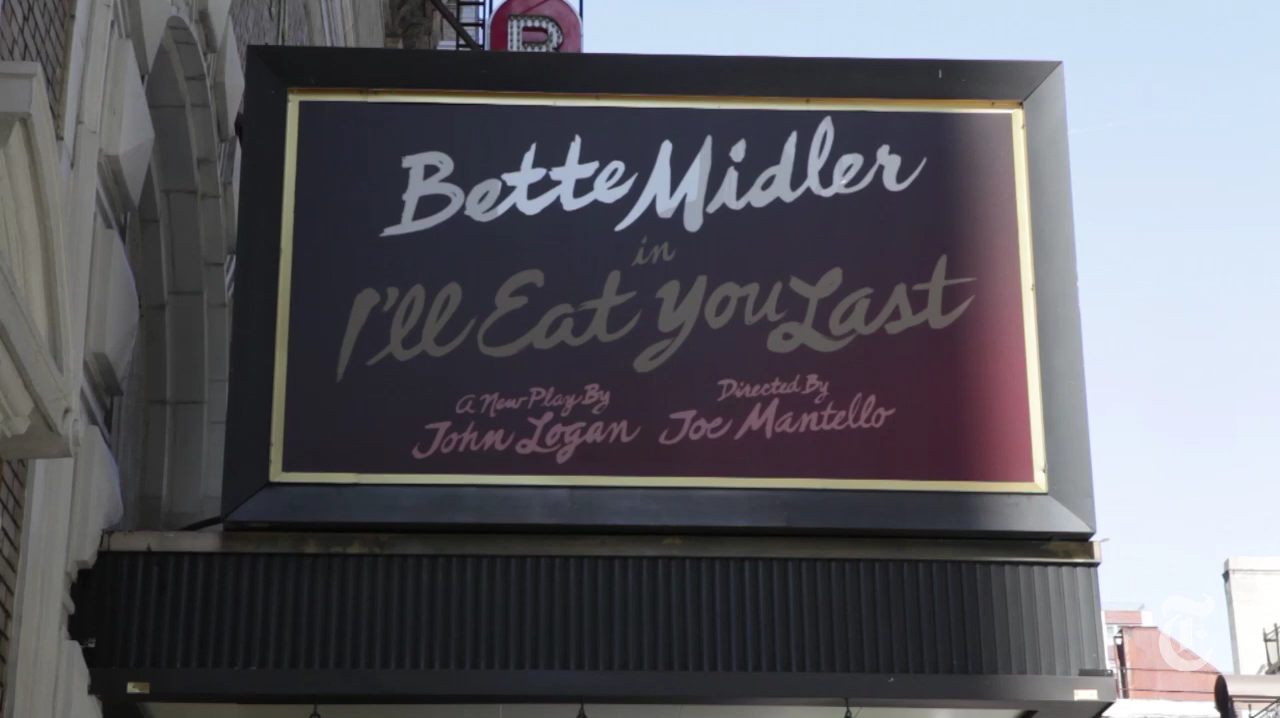 B
Bette Midler
in
I'll Eat You Last
A New Play By
John Logan
Directed By
Joe Mantello
T